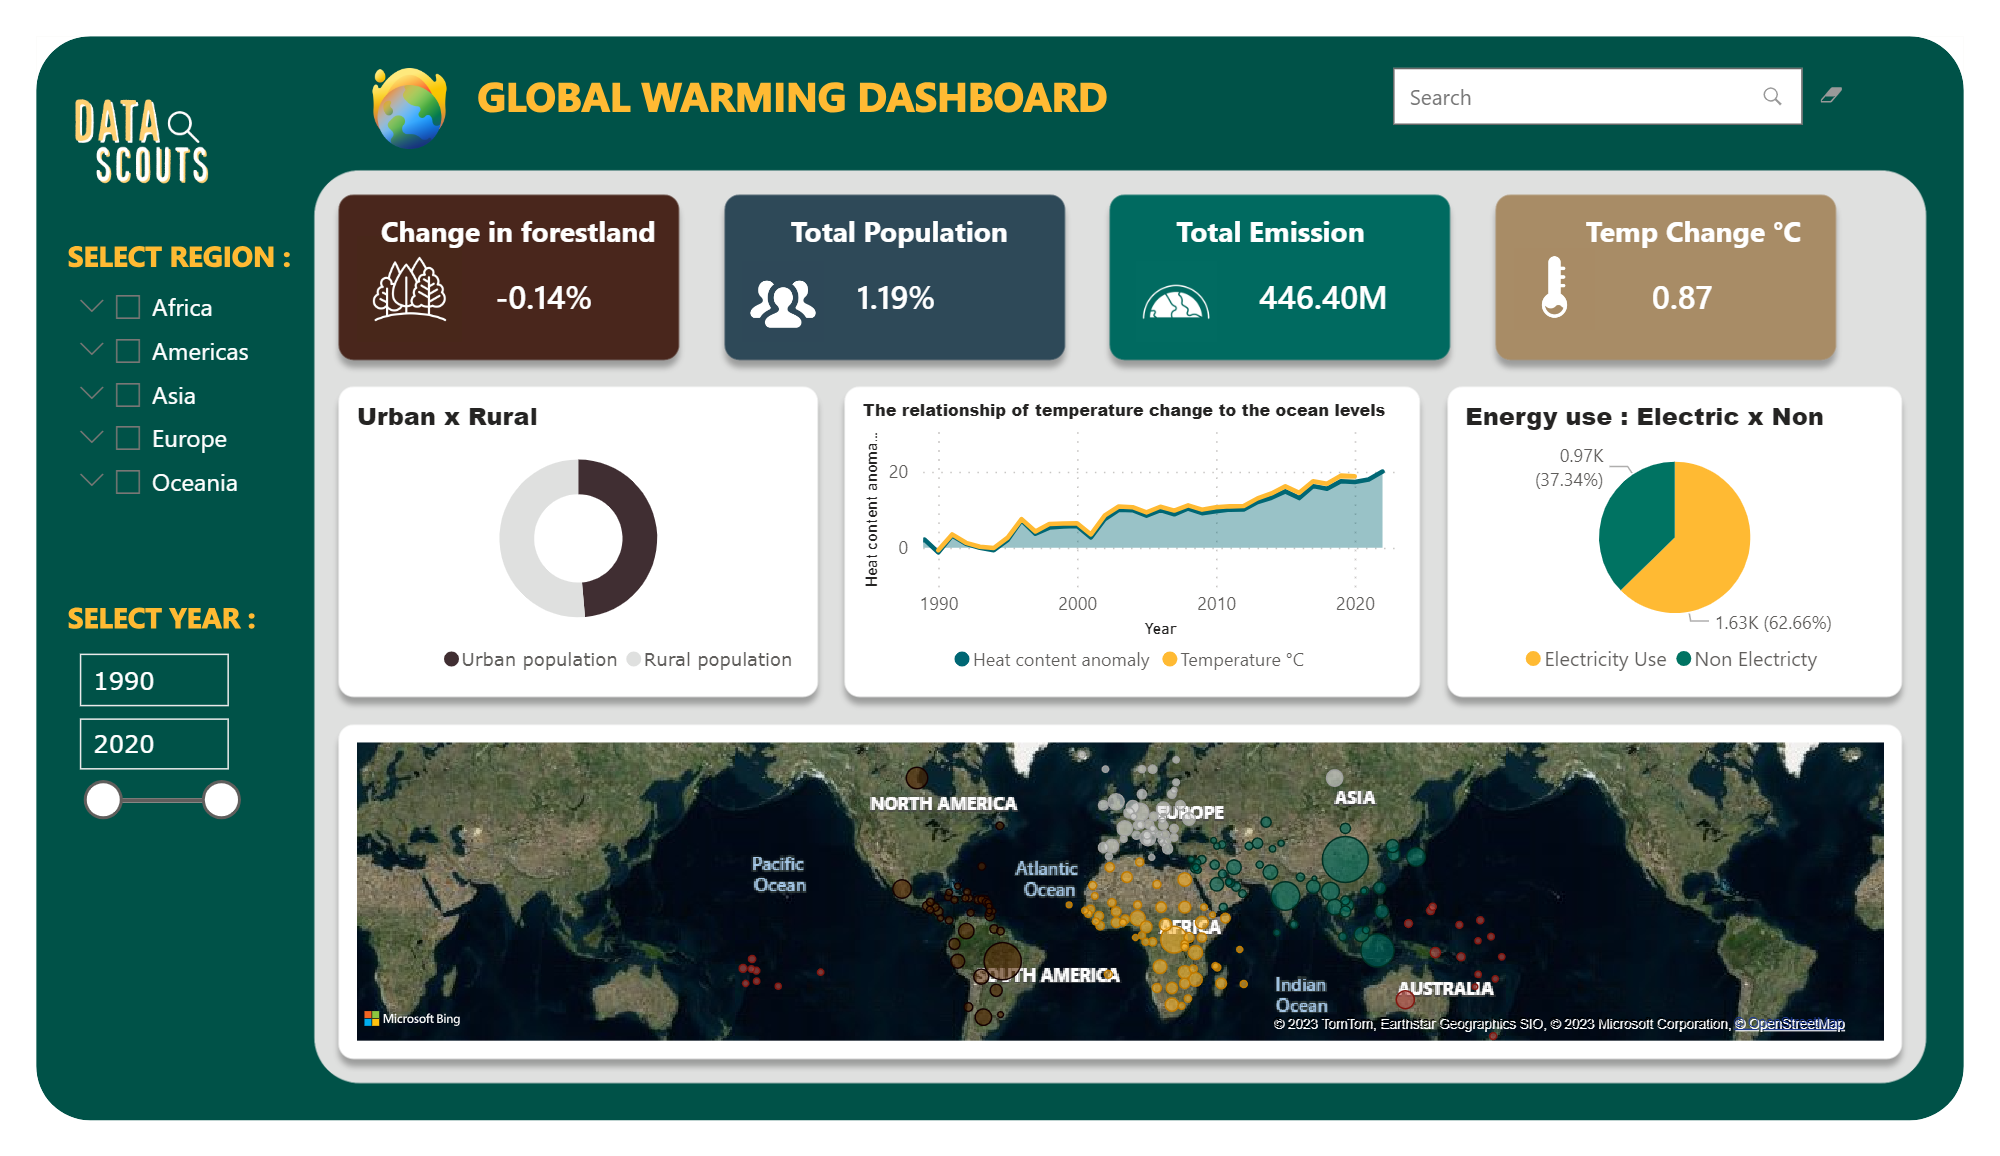 DATA
SCOUTS
GLOBAL WARMING DASHBOARD
Search
SELECT REGION :
Africa
Americas
Asia
Europe
Oceania
SELECT YEAR :
1990
2020
Change in forestland
-0.14%
Total Population
1.19%
Total Emission
446.40M
Temp Change °C
0.87
Urban x Rural
Urban population
Rural population
The relationship of temperature change to the ocean levels
Heat content anoma...
20
0
1990
2000
2010
2020
Year
Heat content anomaly
Temperature °C
Energy use : Electric x Non
0.97K
(37.34%)
1.63K (62.66%)
Electricity Use
Non Electricty
NORTH AMERICA
EUROPE
ASIA
Pacific
Ocean
Atlantic
Ocean
AFRICA
SOUTH AMERICA
Indian
Ocean
AUSTRALIA
Microsoft Bing
© 2023 TomTom, Earthstar Geographics SIO, © 2023 Microsoft Corporation, © OpenStreetMap